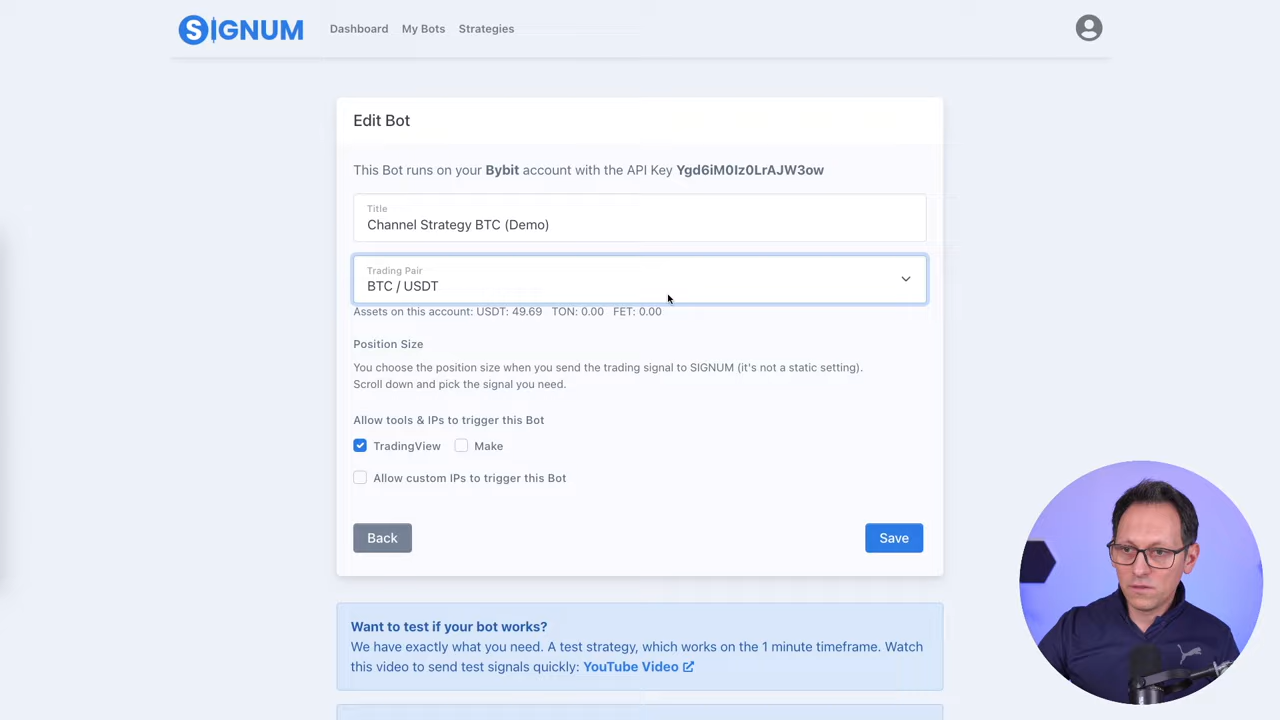 SIGNUM
Dashboard My Bots Strategies
Edit Bot
This Bot runs on your Bybit account with the API Key Ygd6iM0Iz0LrAJW3ow
Title
Channel Strategy BTC (Demo)
Trading Pair
BTC / USDT
Assets on this account: USDT: 49.69 TON: 0.00 FET: 0.00
Position Size
You choose the position size when you send the trading signal to SIGNUM (it's not a static setting).
Scroll down and pick the signal you need.
Allow tools & IPs to trigger this Bot
TradingView Make
Allow custom IPs to trigger this Bot
Back Save
Want to test if your bot works?
We have exactly what you need. A test strategy, which works on the 1 minute timeframe. Watch
this video to send test signals quickly: YouTube Video